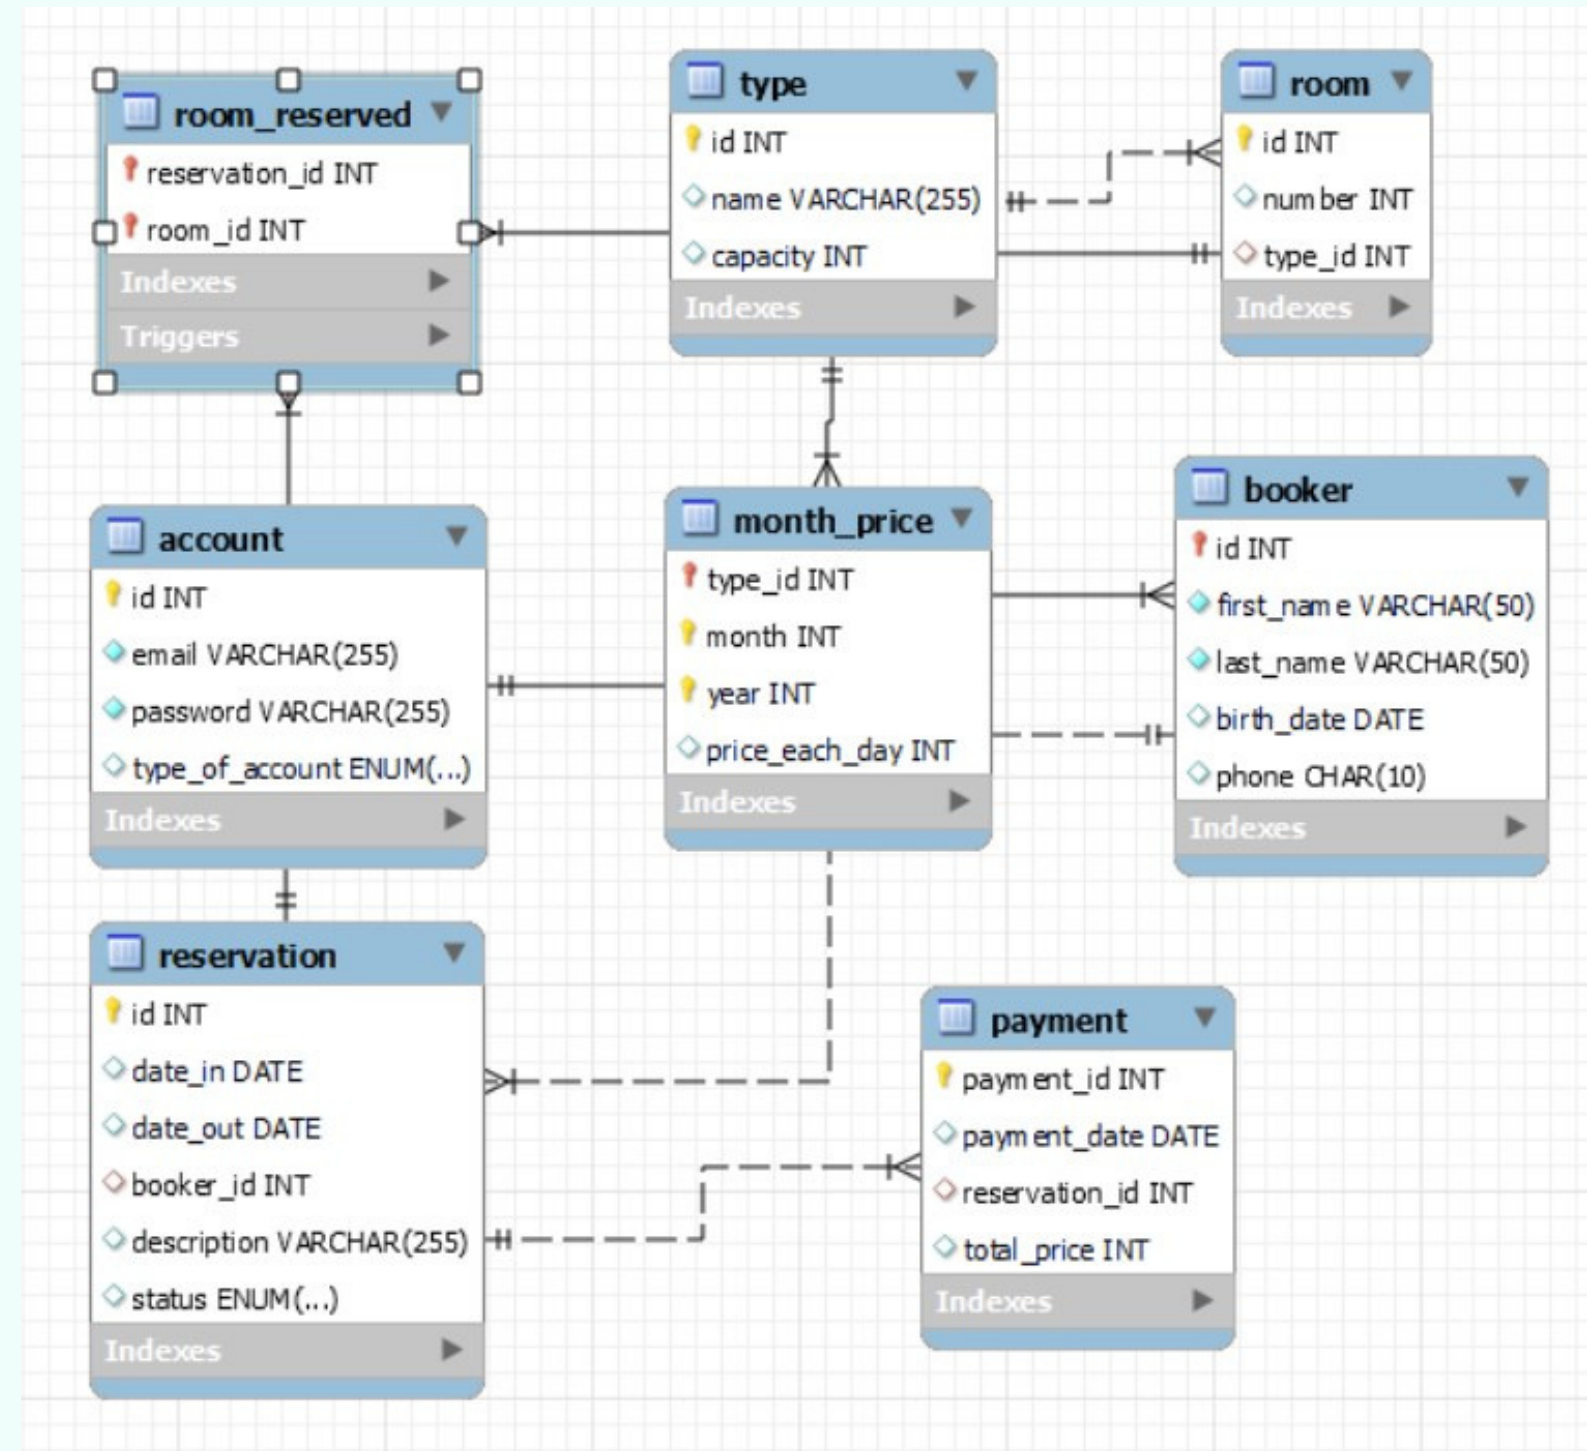 room_reserved
reservation_id INT
room_id INT
Indexes
Triggers
type
id INT
name VARCHAR(255)
capacity INT
Indexes
room
id INT
number INT
type_id INT
Indexes
account
id INT
email VARCHAR(255)
password VARCHAR(255)
type_of_account ENUM(...)
Indexes
month_price
type_id INT
month INT
year INT
price_each_day INT
Indexes
booker
id INT
first_name VARCHAR(50)
last_name VARCHAR(50)
birth_date DATE
phone CHAR(10)
Indexes
reservation
id INT
date_in DATE
date_out DATE
booker_id INT
description VARCHAR(255)
status ENUM(...)
Indexes
payment
payment_id INT
payment_date DATE
reservation_id INT
total_price INT
Indexes